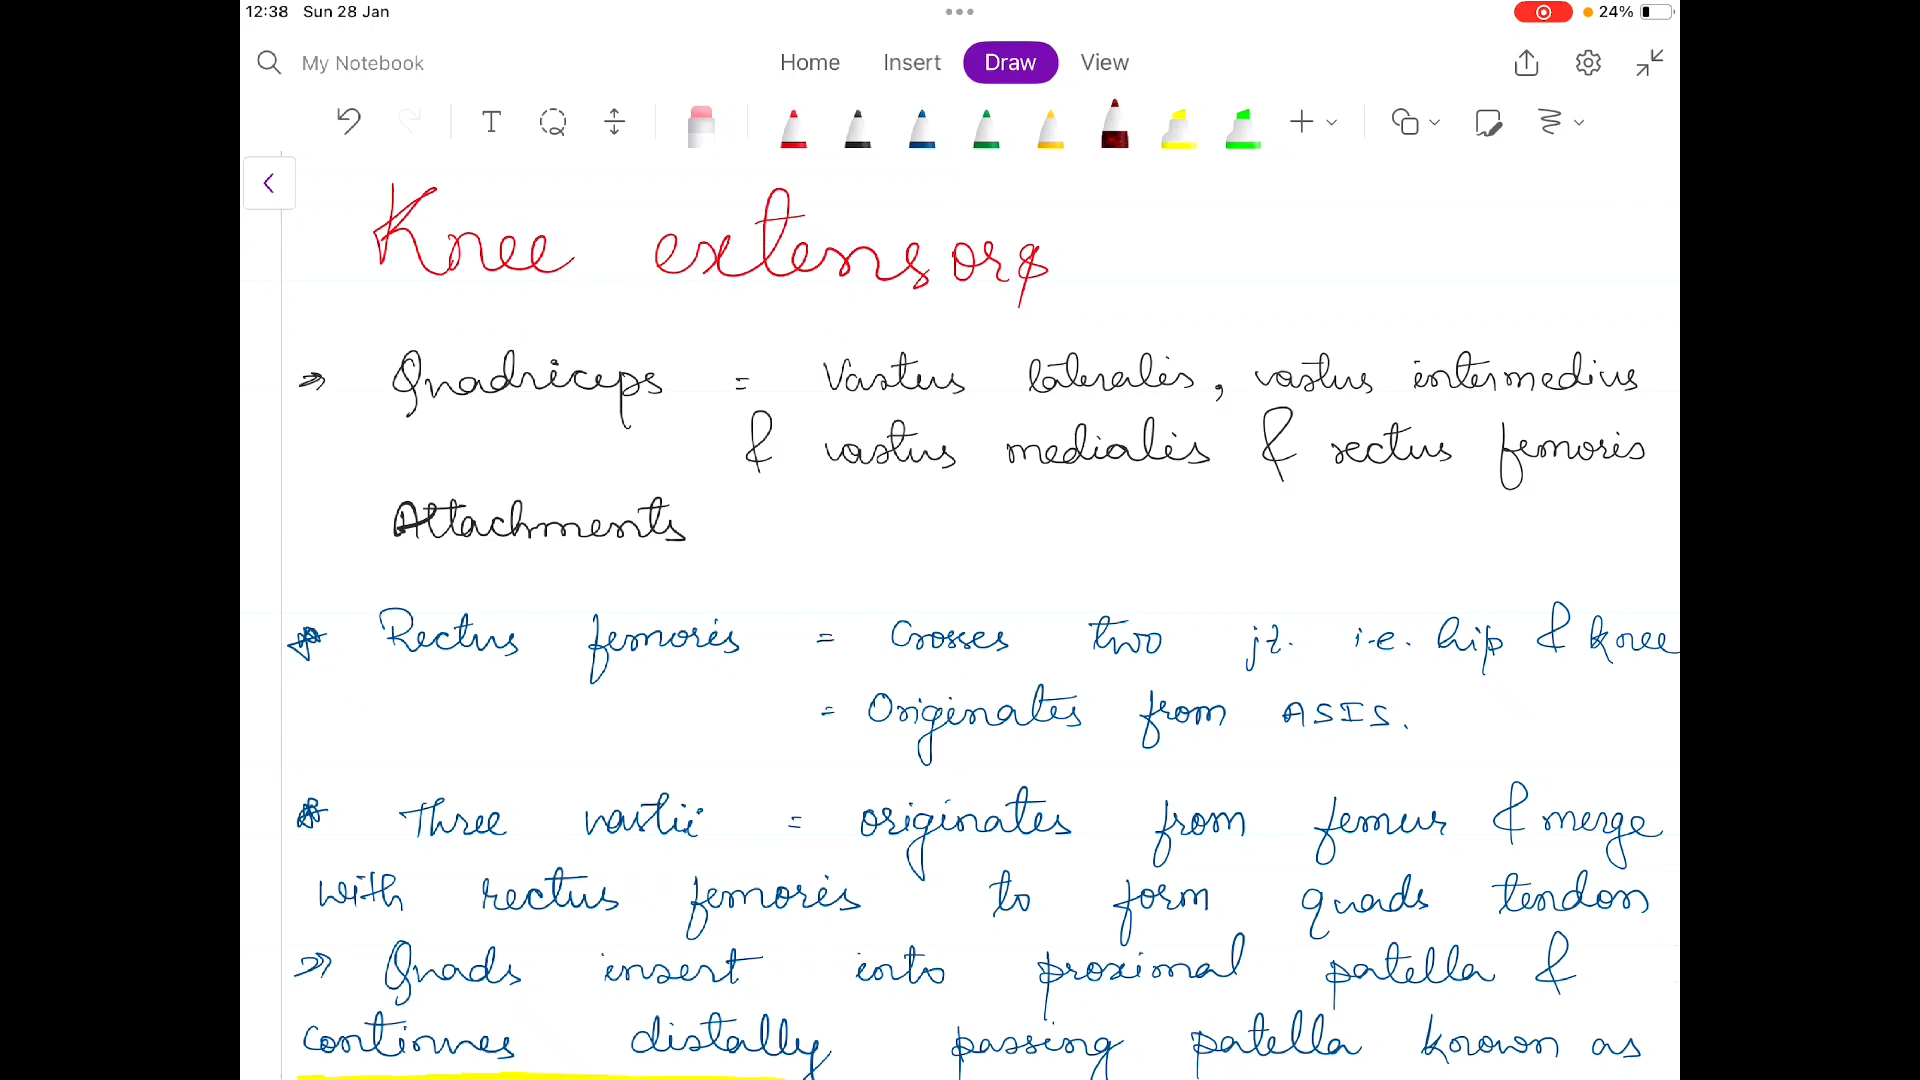 12:38 Sun 28 Jan 24%
My Notebook Home Insert Draw View
T
Knee extensors
⇒ Quadriceps = Vastus lateralis, vastus intermedius
& vastus medialis & rectus femoris
Attachments
* Rectus femoris = Crosses two jt. i.e. hip & knee
= Originates from ASIS.
* Three vastii = originates from femur & merge
with rectus femoris to form quads tendon
⇒ Quads insert into proximal patella &
continues distally passing patella known as